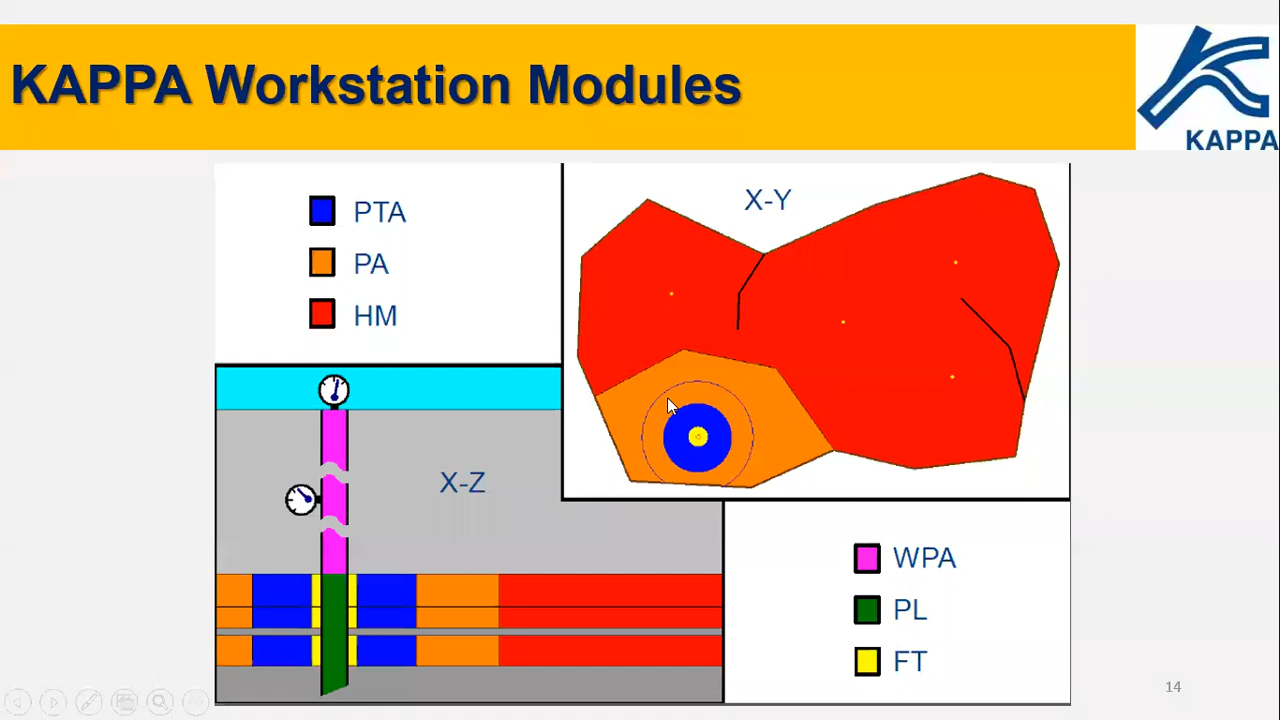 KAPPA Workstation Modules
KAPPA
PTA
PA
HM
X-Y
X-Z
WPA
PL
FT
14